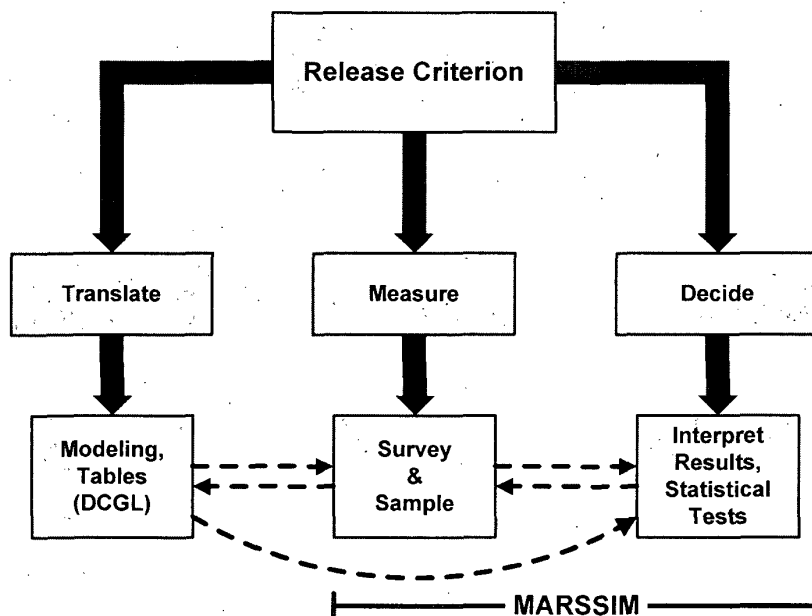 Release Criterion
Translate
Measure
Decide
Modeling,
Tables
(DCGL)
Survey
&
Sample
Interpret
Results,
Statistical
Tests
MARSSIM